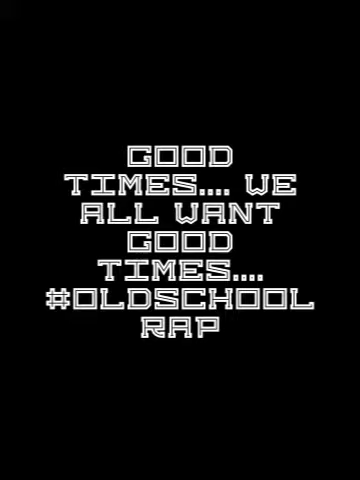 GOOD
TIMES.... WE
ALL WANT
GOOD
TIMES....
#OLDSCHOOL
RAP